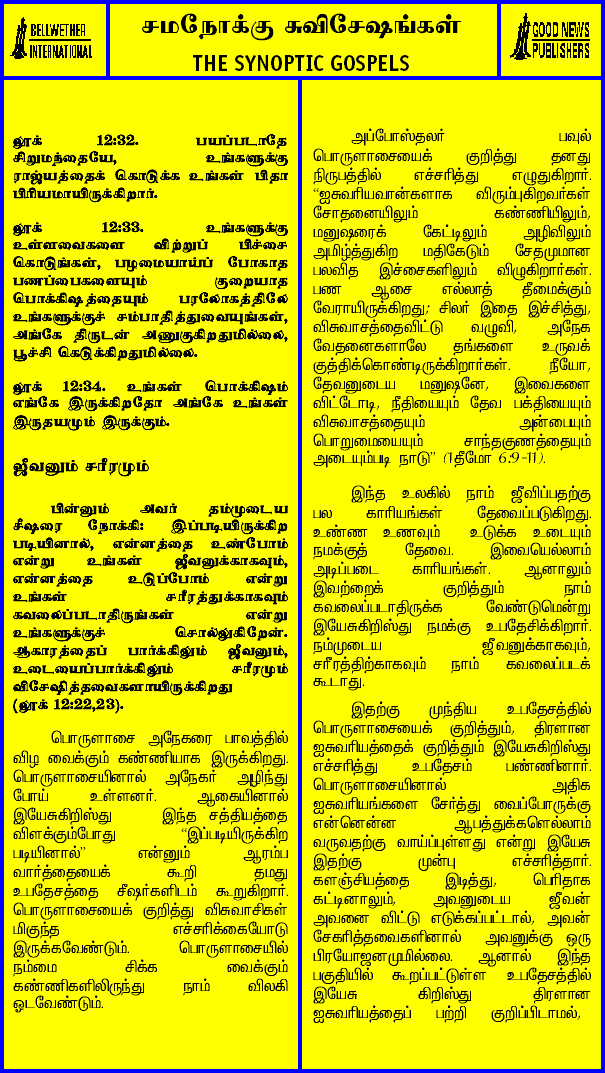 BELLWETHER
INTERNATIONAL
சமநோக்கு சுவிசேஷங்கள்
THE SYNOPTIC GOSPELS
GOOD NEWS
PUBLISHERS
லூக் 12:32. பயப்படாதே
சிறுமந்தையே, உங்களுக்கு
ராஜ்யத்தைக் கொடுக்க உங்கள் பிதா
பிரியமாயிருக்கிறார்.
லூக் 12:33. உங்களுக்கு
உள்ளவைகளை விற்றுப் பிச்சை
கொடுங்கள், பழமையாய்ப் போகாத
பணப்பைகளையும் குறையாத
பொக்கிஷத்தையும் பரலோகத்திலே
உங்களுக்குச் சம்பாதித்துவையுங்கள்,
அங்கே திருடன் அணுகுகிறதுமில்லை,
பூச்சி கெடுக்கிறதுமில்லை.
லூக் 12:34. உங்கள் பொக்கிஷம்
எங்கே இருக்கிறதோ அங்கே உங்கள்
இருதயமும் இருக்கும்.
ஜீவனும் சரீரமும்
பின்னும் அவர் தம்முடைய
சீஷரை நோக்கி: இப்படியிருக்கிற
படியினால், என்னத்தை உண்போம்
என்று உங்கள் ஜீவனுக்காகவும்,
என்னத்தை உடுப்போம் என்று
உங்கள் சரீரத்துக்காகவும்
கவலைப்படாதிருங்கள் என்று
உங்களுக்குச் சொல்லுகிறேன்.
ஆகாரத்தைப் பார்க்கிலும் ஜீவனும்,
உடையைப்பார்க்கிலும் சரீரமும்
விசேஷித்தவைகளாயிருக்கிறது
(லூக் 12:22,23).
பொருளாசை அநேகரை பாவத்தில்
விழ வைக்கும் கண்ணியாக இருக்கிறது.
பொருளாசையினால் அநேகர் அழிந்து
போய் உள்ளனர். ஆகையினால்
இயேசுகிறிஸ்து இந்த சத்தியத்தை
விளக்கும்போது "இப்படியிருக்கிற
படியினால்" என்னும் ஆரம்ப
வார்த்தையைக் கூறி தமது
உபதேசத்தை சீஷர்களிடம் கூறுகிறார்.
பொருளாசையைக் குறித்து விசுவாசிகள்
மிகுந்த எச்சரிக்கையோடு
இருக்கவேண்டும். பொருளாசையில்
நம்மை சிக்க வைக்கும்
கண்ணிகளிலிருந்து நாம் விலகி
ஓடவேண்டும்.
அப்போஸ்தலர் பவுல்
பொருளாசையைக் குறித்து தனது
நிருபத்தில் எச்சரித்து எழுதுகிறார்.
"ஐசுவரியவான்களாக விரும்புகிறவர்கள்
சோதனையிலும் கண்ணியிலும்,
மனுஷரைக் கேட்டிலும் அழிவிலும்
அமிழ்த்துகிற மதிகேடும் சேதமுமான
பலவித இச்சைகளிலும் விழுகிறார்கள்.
பண ஆசை எல்லாத் தீமைக்கும்
வேராயிருக்கிறது; சிலர் இதை இச்சித்து,
விசுவாசத்தைவிட்டு வழுவி, அநேக
வேதனைகளாலே தங்களை உருவக்
குத்திக்கொண்டிருக்கிறார்கள். நீயோ,
தேவனுடைய மனுஷனே, இவைகளை
விட்டோடி, நீதியையும் தேவ பக்தியையும்
விசுவாசத்தையும் அன்பையும்
பொறுமையையும் சாந்தகுணத்தையும்
அடையும்படி நாடு" (1தீமோ 6:9-11).
இந்த உலகில் நாம் ஜீவிப்பதற்கு
பல காரியங்கள் தேவைப்படுகிறது.
உண்ண உணவும் உடுக்க உடையும்
நமக்குத் தேவை. இவையெல்லாம்
அடிப்படை காரியங்கள். ஆனாலும்
இவற்றைக் குறித்தும் நாம்
கவலைப்படாதிருக்க வேண்டுமென்று
இயேசுகிறிஸ்து நமக்கு உபதேசிக்கிறார்.
நம்முடைய ஜீவனுக்காகவும்,
சரீரத்திற்காகவும் நாம் கவலைப்படக்
கூடாது.
இதற்கு முந்திய உபதேசத்தில்
பொருளாசையைக் குறித்தும், திரளான
ஐசுவரியத்தைக் குறித்தும் இயேசுகிறிஸ்து
எச்சரித்து உபதேசம் பண்ணினார்.
பொருளாசையினால் அதிக
ஐசுவரியங்களை சேர்த்து வைப்போருக்கு
என்னென்ன ஆபத்துக்களெல்லாம்
வருவதற்கு வாய்ப்புள்ளது என்று இயேசு
இதற்கு முன்பு எச்சரித்தார்.
களஞ்சியத்தை இடித்து, பெரிதாக
கட்டினாலும், அவனுடைய ஜீவன்
அவனை விட்டு எடுக்கப்பட்டால், அவன்
சேகரித்தவைகளினால் அவனுக்கு ஒரு
பிரயோஜனமுமில்லை. ஆனால் இந்த
பகுதியில் கூறப்பட்டுள்ள உபதேசத்தில்
இயேசு கிறிஸ்து திரளான
ஐசுவரியத்தைப் பற்றி குறிப்பிடாமல்,